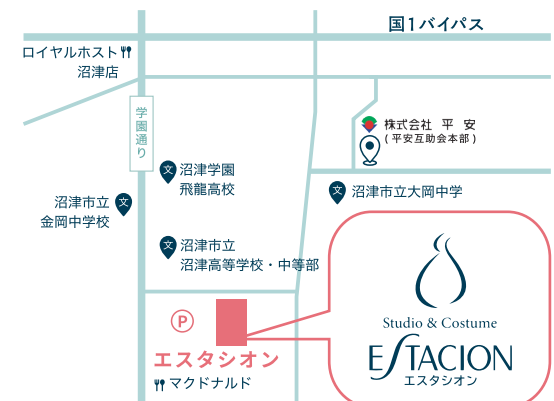 国1バイパス
ロイヤルホスト
沼津店
学園通り
株式会社 平 安
(平安互助会本部)
文
沼津学園
飛龍高校
文
沼津市立大岡中学
沼津市立
金岡中学校
文
文
沼津市立
沼津高等学校・中等部
P
エスタシオン
マクドナルド
Studio & Costume
ESTACION
エスタシオン